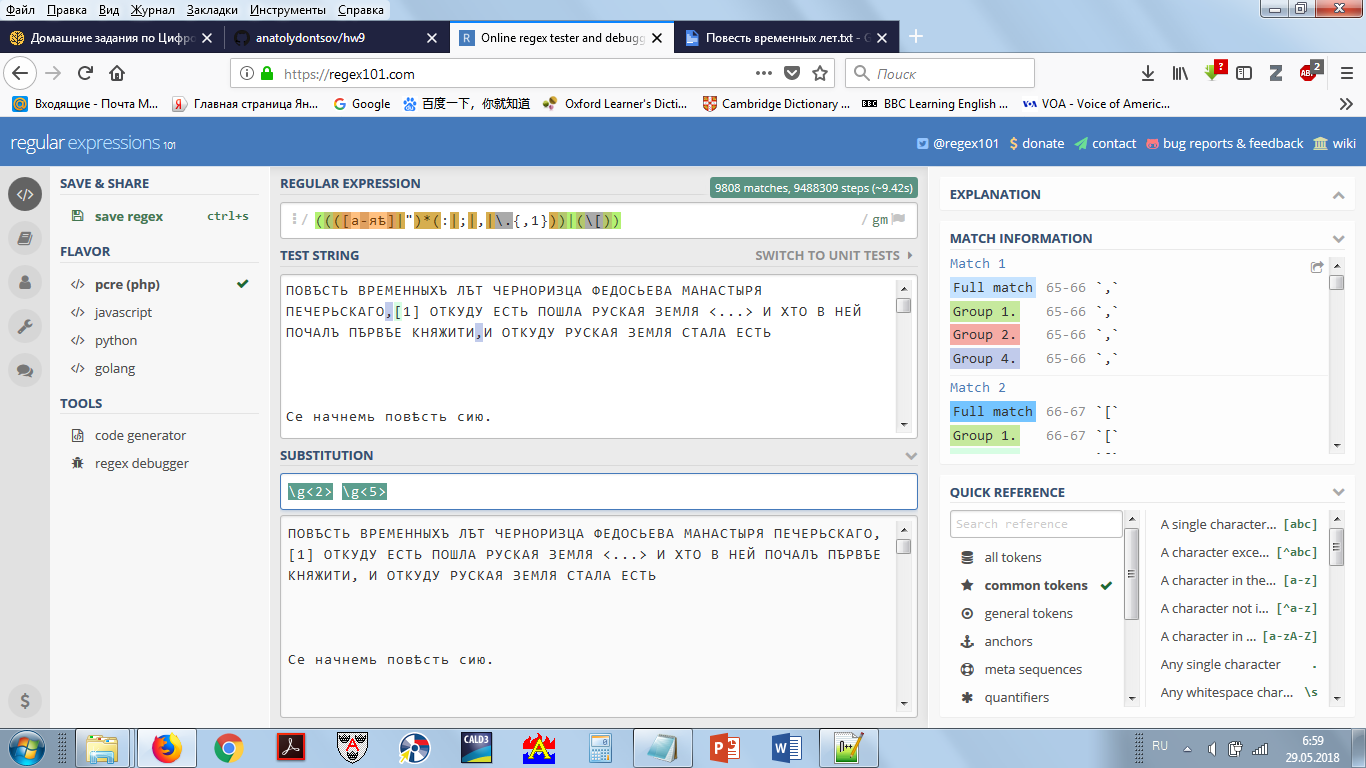 Файл Правка Вид Журнал Закладки Инструменты Справка
Домашние задания по Цифро
anatolydontsov/hw9
Online regex tester and debugg
Повесть временных лет.txt - G
https://regex101.com
Поиск
?
ABP
2
Входящие - Почта М...
Главная страница Ян...
Google
百度一下，你就知道
Oxford Learner's Dicti...
Cambridge Dictionary ...
BBC Learning English ...
VOA - Voice of Americ...
regular expressions 101
@regex101
$ donate
contact
bug reports & feedback
wiki
SAVE & SHARE
save regex ctrl+s
FLAVOR
pcre (php)
javascript
python
golang
TOOLS
code generator
regex debugger
$
REGULAR EXPRESSION
9808 matches, 9488309 steps (~9.42s)
/ ((([а-яѣ]|")*(:|;|,|\.{,1}))|(\[)) / gm
TEST STRING
SWITCH TO UNIT TESTS
ПОВѢСТЬ ВРЕМЕННЫХЪ ЛѢТ ЧЕРНОРИЗЦА ФЕДОСЬЕВА МАНАСТЫРЯ
ПЕЧЕРЬСКАГО,[1] ОТКУДУ ЕСТЬ ПОШЛА РУСКАЯ ЗЕМЛЯ <...> И ХТО В НЕЙ
ПОЧАЛЪ ПѢРВѢЕ КНЯЖИТИ,И ОТКУДУ РУСКАЯ ЗЕМЛЯ СТАЛА ЕСТЬ
Се начнемь повѣсть сию.
SUBSTITUTION
\g<2> \g<5>
ПОВѢСТЬ ВРЕМЕННЫХЪ ЛѢТ ЧЕРНОРИЗЦА ФЕДОСЬЕВА МАНАСТЫРЯ ПЕЧЕРЬСКАГО,
[1] ОТКУДУ ЕСТЬ ПОШЛА РУСКАЯ ЗЕМЛЯ <...> И ХТО В НЕЙ ПОЧАЛЪ ПѢРВѢЕ
КНЯЖИТИ, И ОТКУДУ РУСКАЯ ЗЕМЛЯ СТАЛА ЕСТЬ
Се начнемь повѣсть сию.
EXPLANATION
MATCH INFORMATION
Match 1
Full match 65-66 `,`
Group 1. 65-66 `,`
Group 2. 65-66 `,`
Group 4. 65-66 `,`
Match 2
Full match 66-67 `[`
Group 1. 66-67 `[`
QUICK REFERENCE
Search reference
all tokens
common tokens
general tokens
anchors
meta sequences
quantifiers
A single character... [abc]
A character exce... [^abc]
A character in the... [a-z]
A character not i... [^a-z]
A character in ... [a-zA-Z]
Any single character .
Any whitespace char... \s
CALD3
RU
6:59
29.05.2018